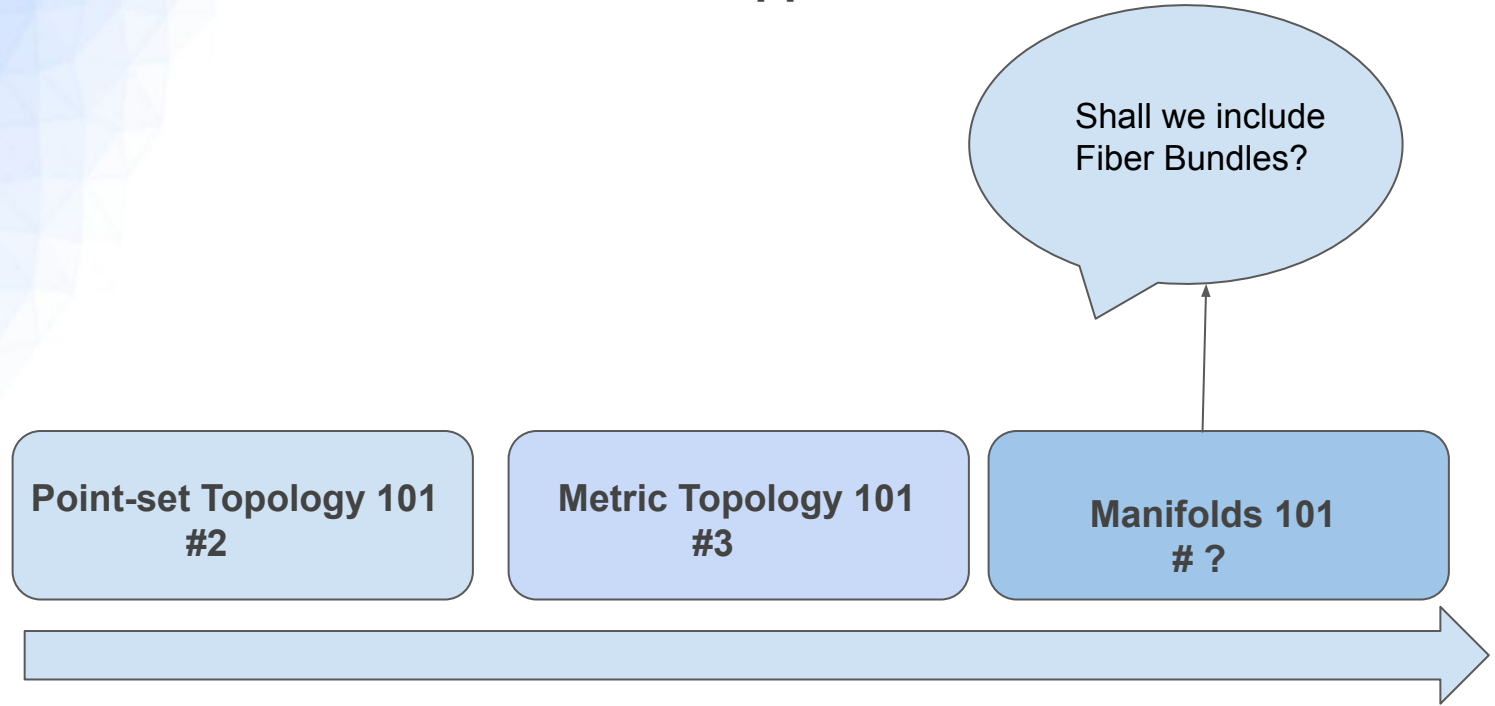 Shall we include
Fiber Bundles?
Point-set Topology 101
#2
Metric Topology 101
#3
Manifolds 101
# ?